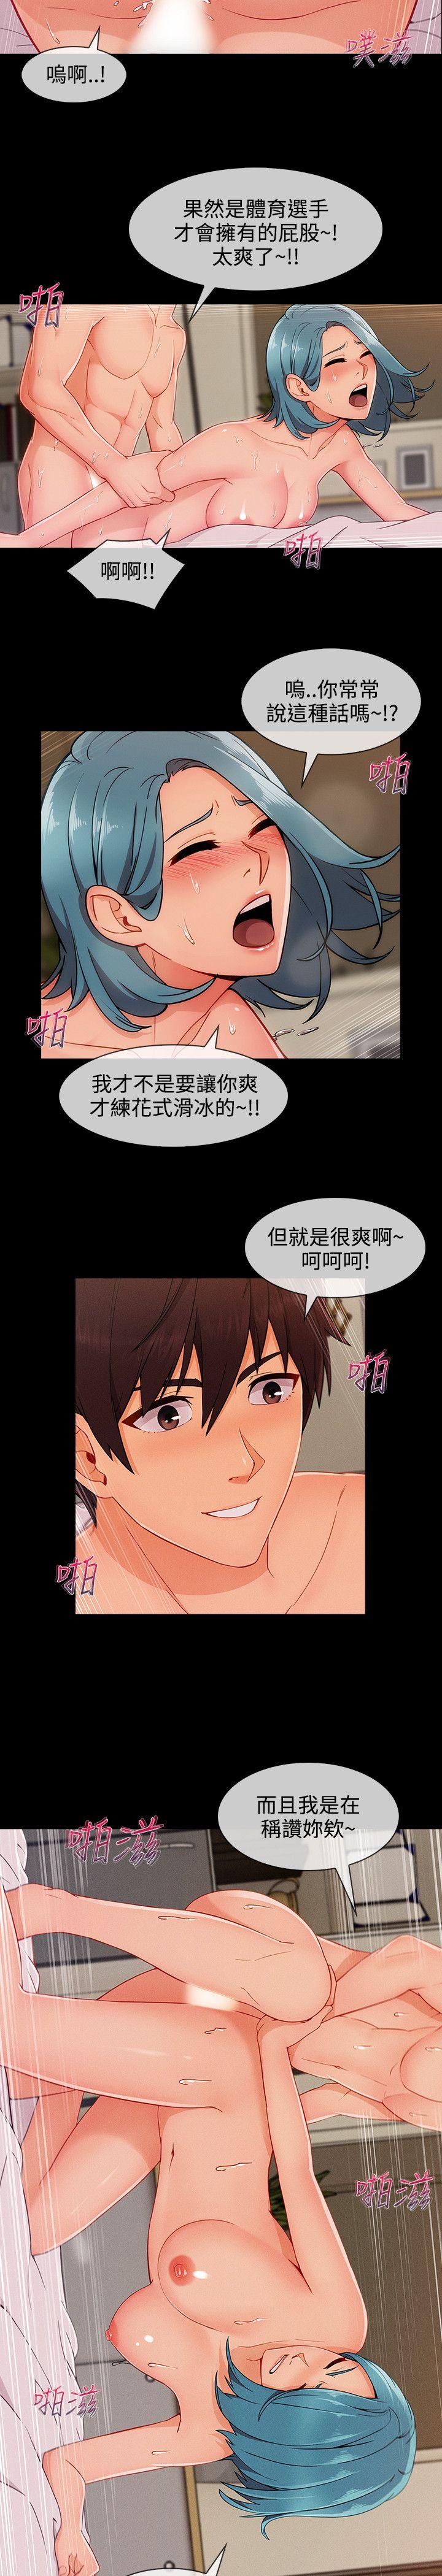 噗滋
嗚啊..!
果然是體育選手
才會擁有的屁股~!
太爽了~!!
啪
啪
啊啊!!
嗚..你常常
說這種話嗎~!?
啪
啪
我才不是要讓你爽
才練花式滑冰的~!!
但就是很爽啊~
呵呵呵!
啪
啪
而且我是在
稱讚妳欸~
啪滋
啪滋
啪滋